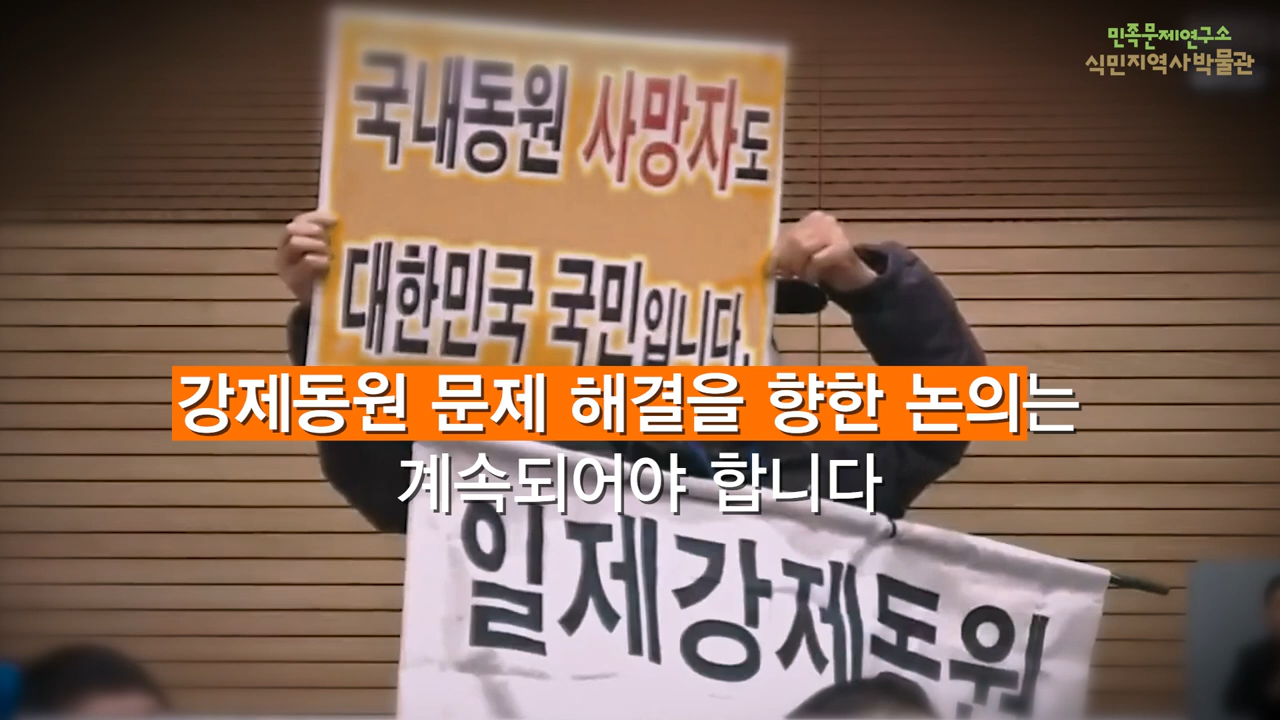 민족문제연구소
식민지역사박물관
국내동원 사망자도
대한민국 국민입니다.
강제동원 문제 해결을 향한 논의는
계속되어야 합니다
일제강제동원